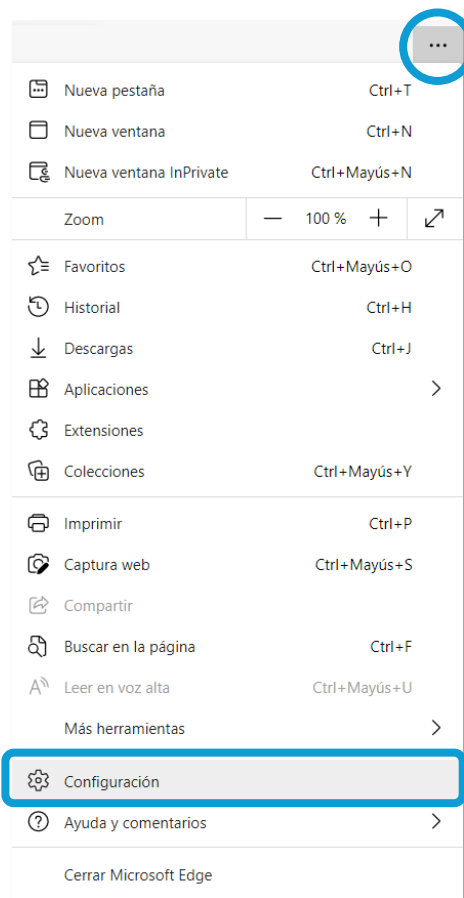 Nueva pestaña Ctrl+T
Nueva ventana Ctrl+N
Nueva ventana InPrivate Ctrl+Mayús+N
Zoom — 100 % +
Favoritos Ctrl+Mayús+O
Historial Ctrl+H
Descargas Ctrl+J
Aplicaciones
Extensiones
Colecciones Ctrl+Mayús+Y
Imprimir Ctrl+P
Captura web Ctrl+Mayús+S
Compartir
Buscar en la página Ctrl+F
Leer en voz alta Ctrl+Mayús+U
Más herramientas
Configuración
Ayuda y comentarios
Cerrar Microsoft Edge